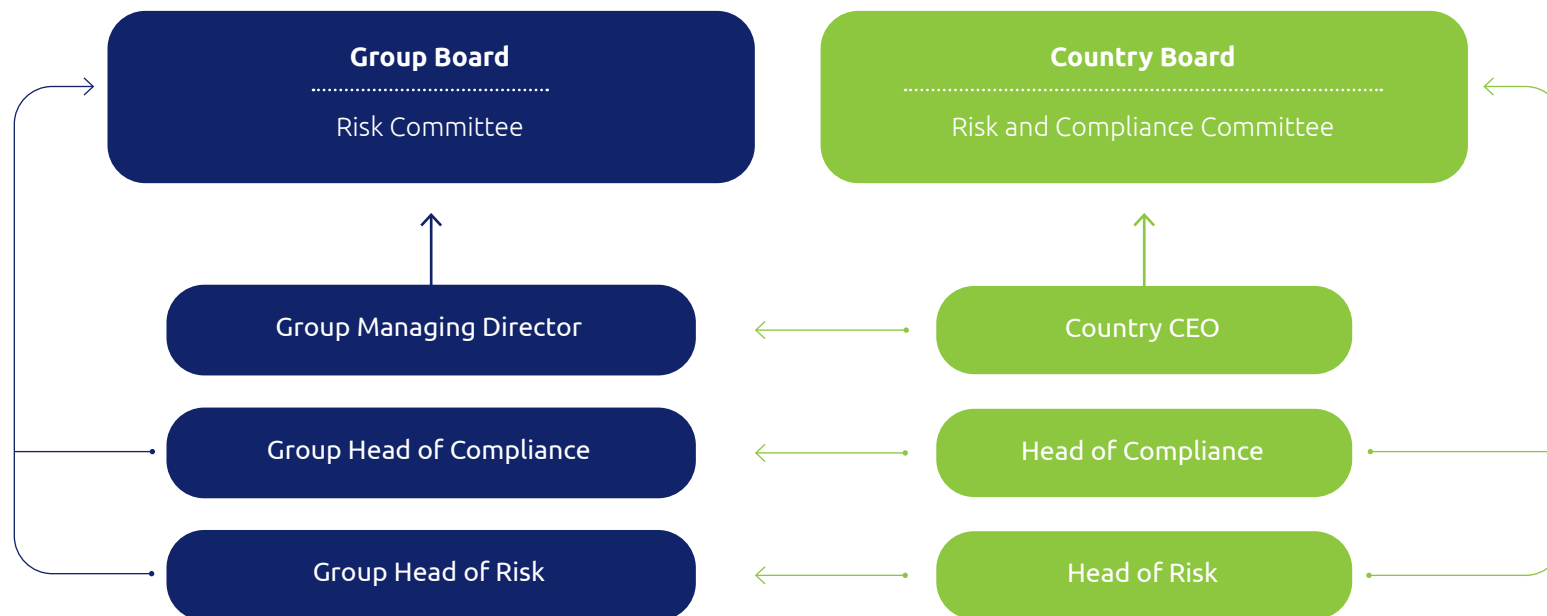 Group Board
Risk Committee
Country Board
Risk and Compliance Committee
Group Managing Director
Country CEO
Group Head of Compliance
Head of Compliance
Group Head of Risk
Head of Risk